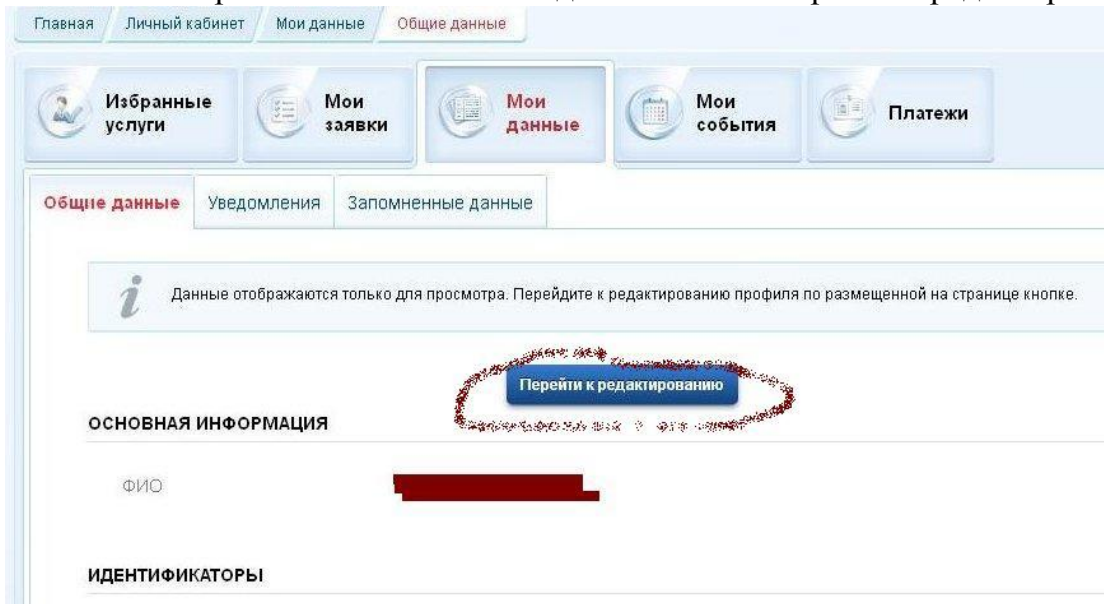 Главная Личный кабинет Мои данные Общие данные
Избранные услуги
Мои заявки
Мои данные
Мои события
Платежи
Общие данные Уведомления Запомненные данные
Данные отображаются только для просмотра. Перейдите к редактированию профиля по размещенной на странице кнопке.
Перейти к редактированию
ОСНОВНАЯ ИНФОРМАЦИЯ
ФИО
ИДЕНТИФИКАТОРЫ